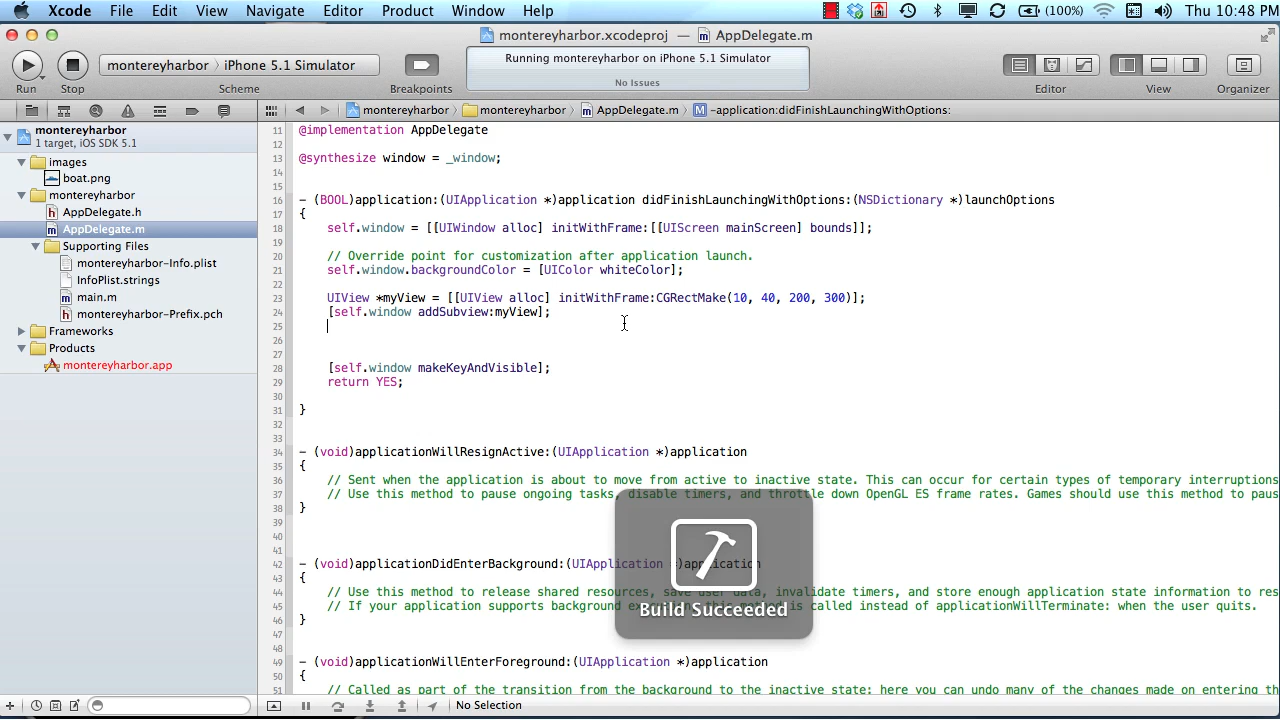 Xcode File Edit View Navigate Editor Product Window Help (100%) Thu 10:48 PM
montereyharbor.xcodeproj — AppDelegate.m
montereyharbor iPhone 5.1 Simulator
Running montereyharbor on iPhone 5.1 Simulator
No Issues
Run Stop Scheme Breakpoints Editor View Organizer
montereyharbor montereyharbor AppDelegate.m -application:didFinishLaunchingWithOptions:
montereyharbor
1 target, iOS SDK 5.1
images
boat.png
montereyharbor
AppDelegate.h
AppDelegate.m
Supporting Files
montereyharbor-Info.plist
InfoPlist.strings
main.m
montereyharbor-Prefix.pch
Frameworks
Products
montereyharbor.app
11 @implementation AppDelegate
12
13 @synthesize window = _window;
14
15
16 - (BOOL)application:(UIApplication *)application didFinishLaunchingWithOptions:(NSDictionary *)launchOptions
17 {
18 self.window = [[UIWindow alloc] initWithFrame:[[UIScreen mainScreen] bounds]];
19
20 // Override point for customization after application launch.
21 self.window.backgroundColor = [UIColor whiteColor];
22
23 UIView *myView = [[UIView alloc] initWithFrame:CGRectMake(10, 40, 200, 300)];
24 [self.window addSubview:myView];
25
26
27
28 [self.window makeKeyAndVisible];
29 return YES;
30
31 }
32
33
34 - (void)applicationWillResignActive:(UIApplication *)application
35 {
36 // Sent when the application is about to move from active to inactive state. This can occur for certain types of temporary interruptions
37 // Use this method to pause ongoing tasks, disable timers, and throttle down OpenGL ES frame rates. Games should use this method to paus
38 }
39
40
41
42 - (void)applicationDidEnterBackground:(UIApplication *)application
43 {
44 // Use this method to release shared resources, save user data, invalidate timers, and store enough application state information to res
45 // If your application supports background is called instead of applicationWillTerminate: when the user quits.
46 }
47
48
49 - (void)applicationWillEnterForeground:(UIApplication *)application
50 {
51 // Called as part of the transition from the background to the inactive state; here you can undo many of the changes made on entering th
Build Succeeded
No Selection